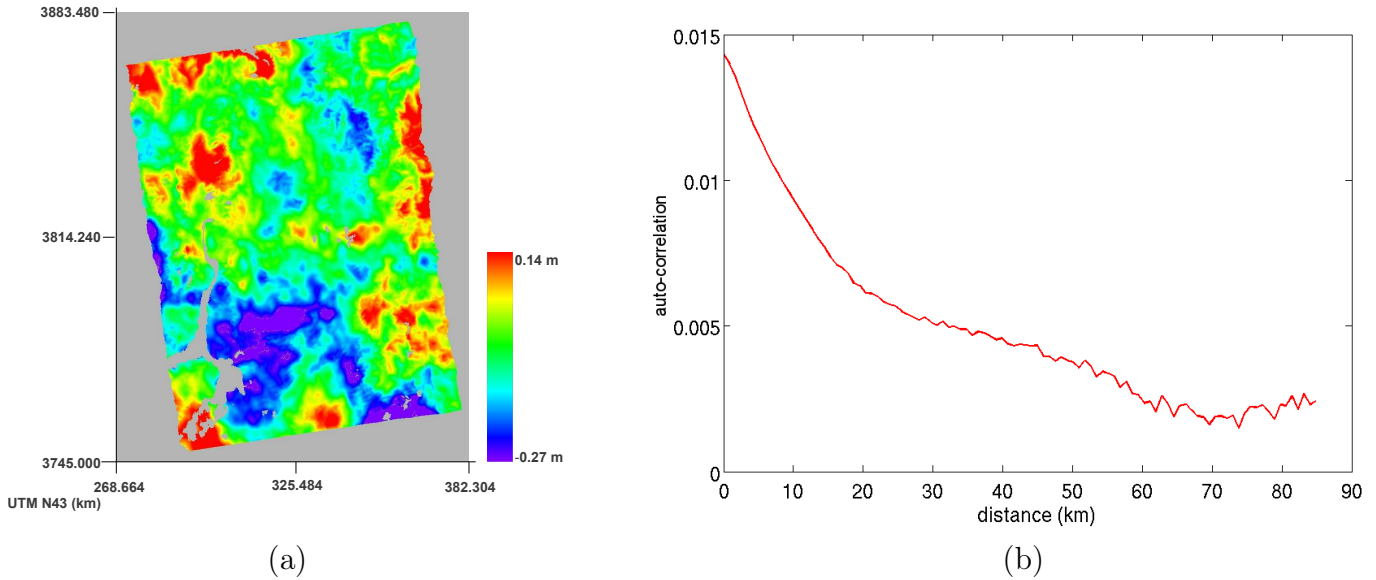 3883.480
3814.240
3745.000
268.664
325.484
382.304
UTM N43 (km)
0.14 m
-0.27 m
(a)
0.015
0.01
0.005
0
auto-correlation
0
10
20
30
40
50
60
70
80
90
distance (km)
(b)